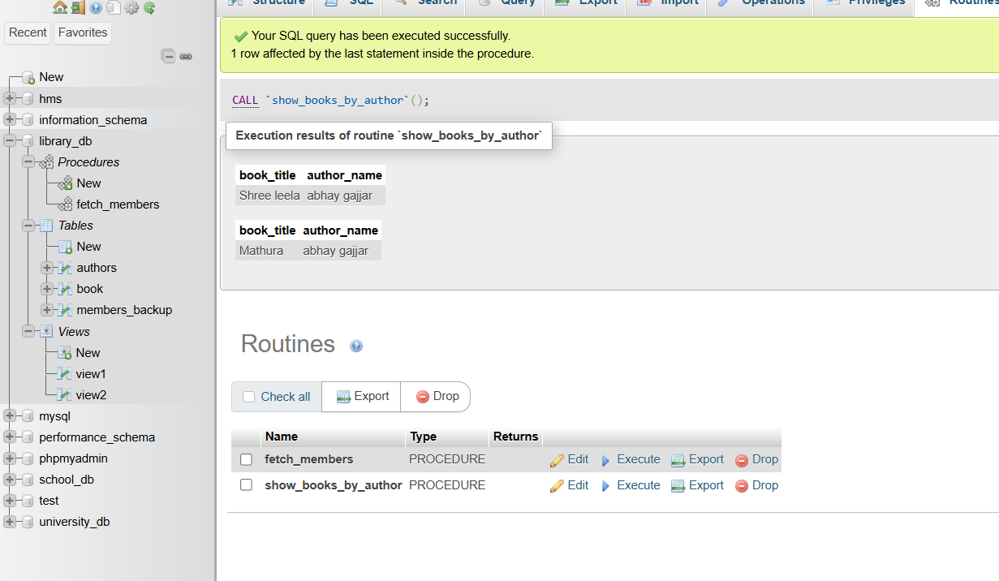 Structure SQL Search Query Export Import Operations Privileges Routines
Recent Favorites
Your SQL query has been executed successfully.
1 row affected by the last statement inside the procedure.
New
hms
information_schema
library_db
Procedures
New
fetch_members
Tables
New
authors
book
members_backup
Views
New
view1
view2
mysql
performance_schema
phpmyadmin
school_db
test
university_db
CALL `show_books_by_author`();
Execution results of routine `show_books_by_author`
book_title author_name
Shree leela abhay gajjar
book_title author_name
Mathura abhay gajjar
Routines
Check all Export Drop
Name Type Returns
fetch_members PROCEDURE Edit Execute Export Drop
show_books_by_author PROCEDURE Edit Execute Export Drop